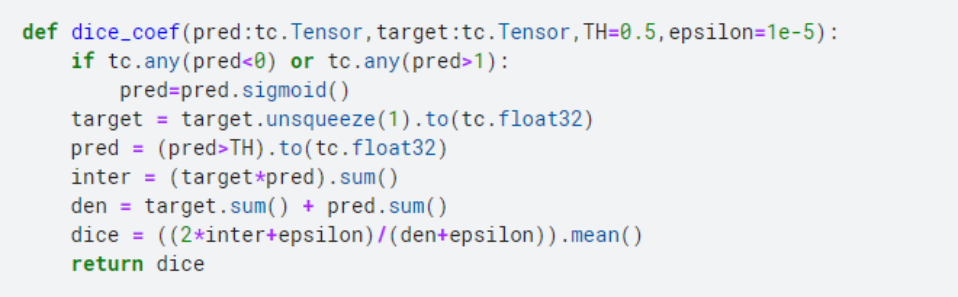 def dice_coef(pred:tc.Tensor,target:tc.Tensor,TH=0.5,epsilon=1e-5):
    if tc.any(pred<0) or tc.any(pred>1):
        pred=pred.sigmoid()
    target = target.unsqueeze(1).to(tc.float32)
    pred = (pred>TH).to(tc.float32)
    inter = (target*pred).sum()
    den = target.sum() + pred.sum()
    dice = ((2*inter+epsilon)/(den+epsilon)).mean()
    return dice